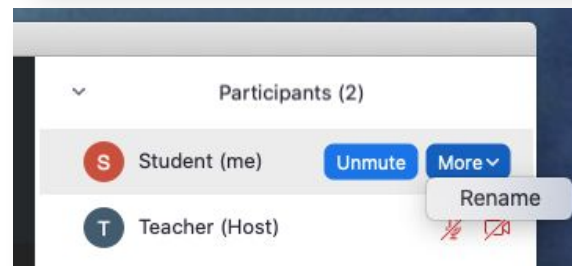 Participants (2)
S Student (me) Unmute More
Rename
T Teacher (Host)